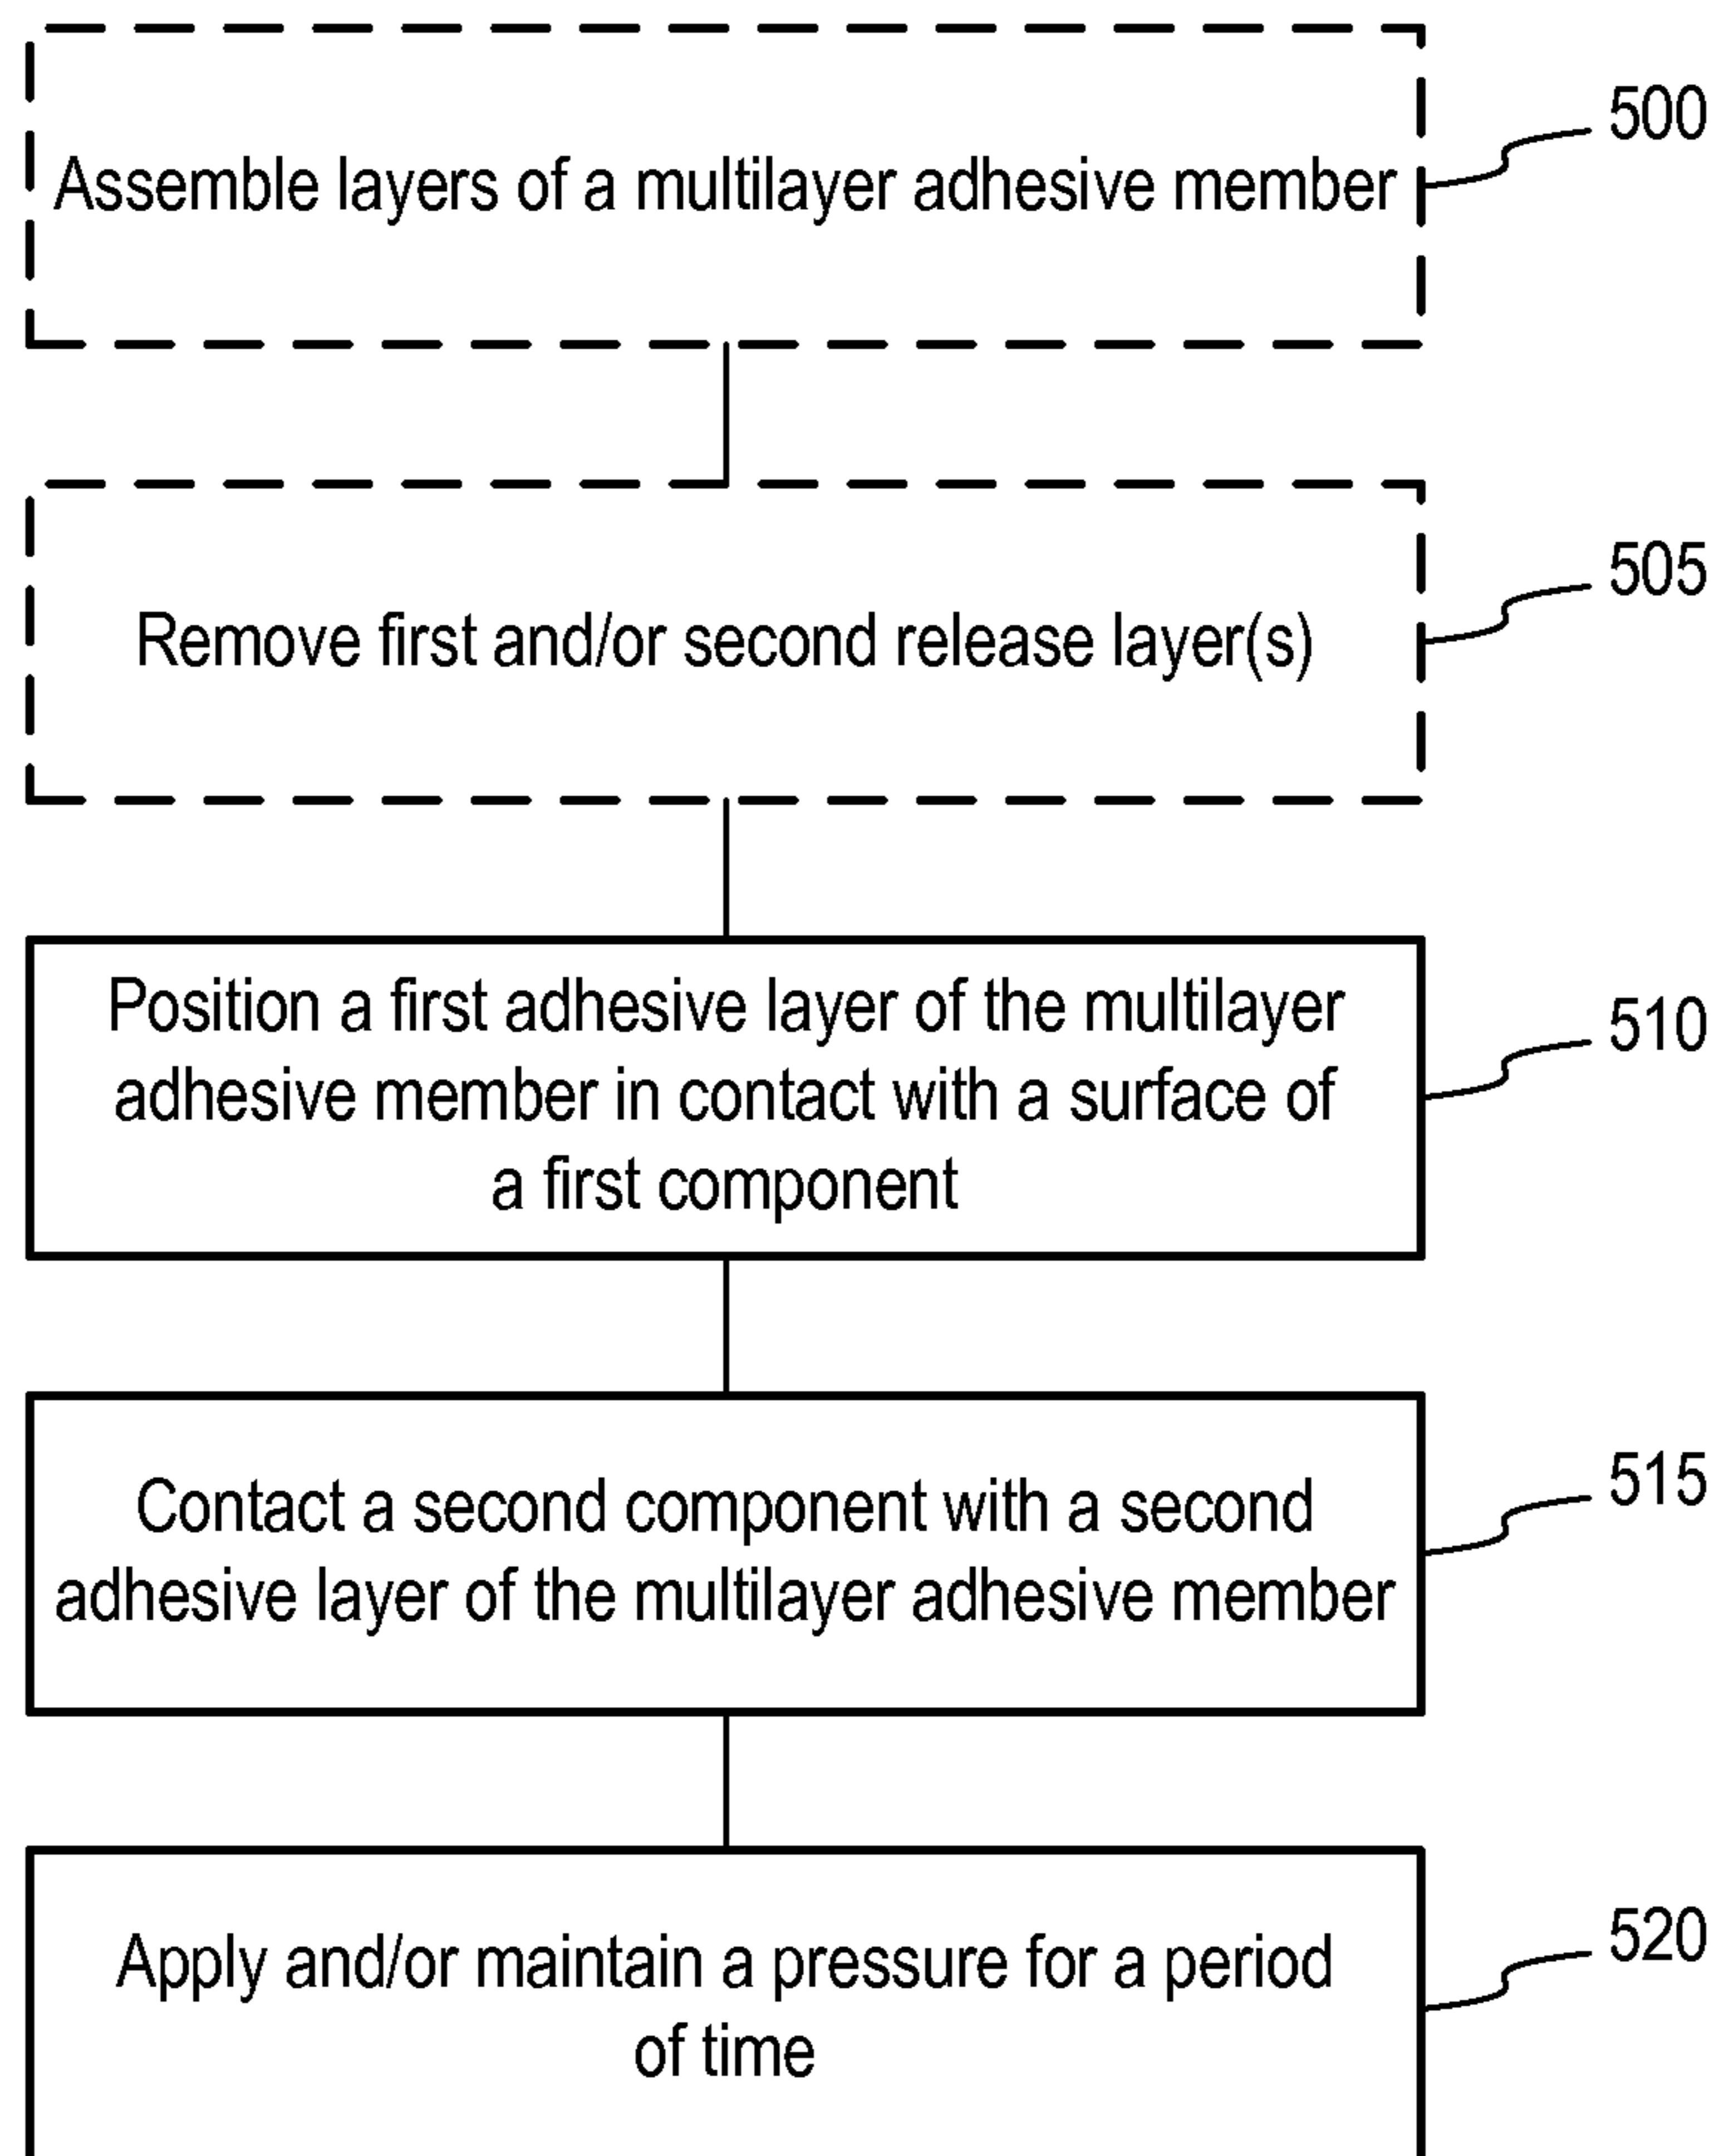 Assemble layers of a multilayer adhesive member
500
Remove first and/or second release layer(s)
505
Position a first adhesive layer of the multilayer
adhesive member in contact with a surface of
a first component
510
Contact a second component with a second
adhesive layer of the multilayer adhesive member
515
Apply and/or maintain a pressure for a period
of time
520